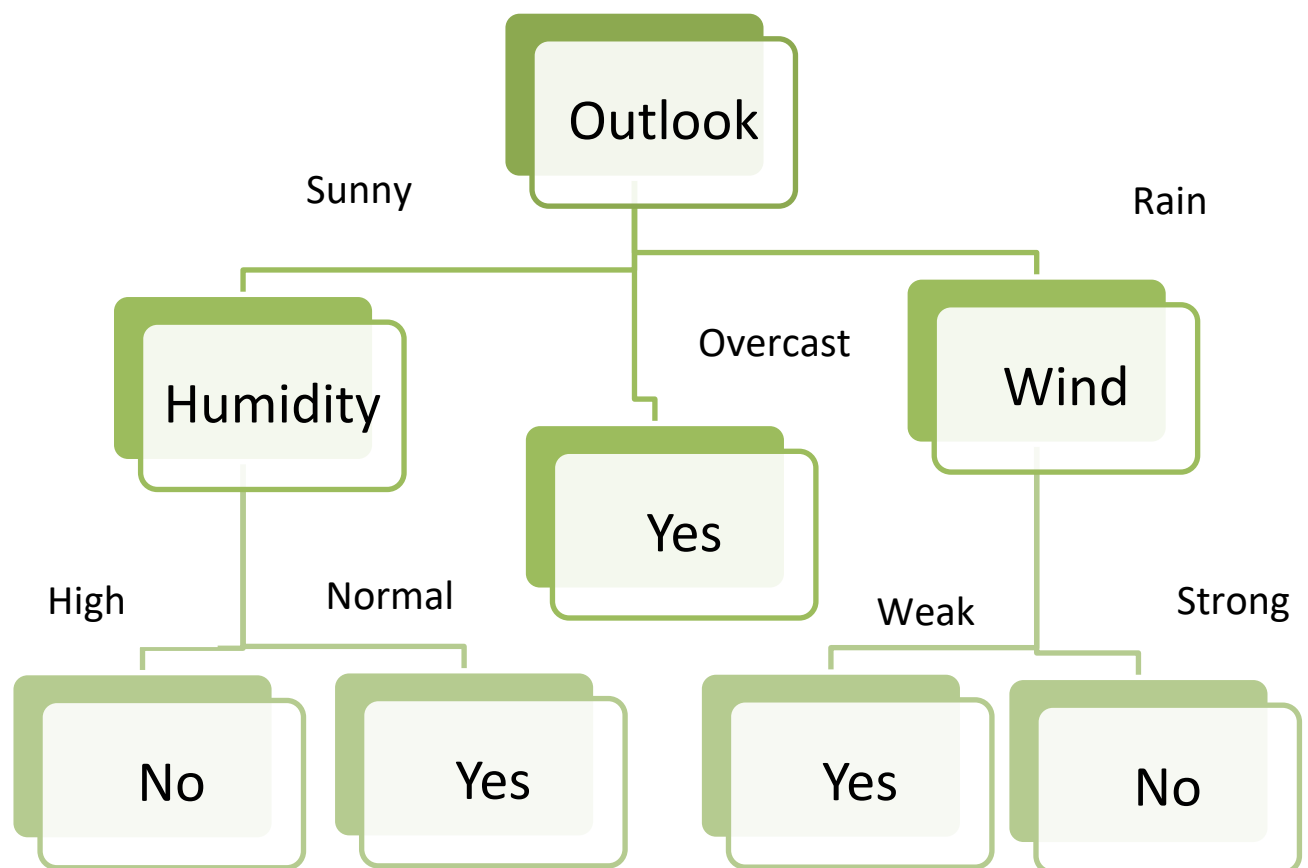 Outlook
Sunny
Rain
Overcast
Humidity
Wind
Yes
High
Normal
Weak
Strong
No
Yes
Yes
No